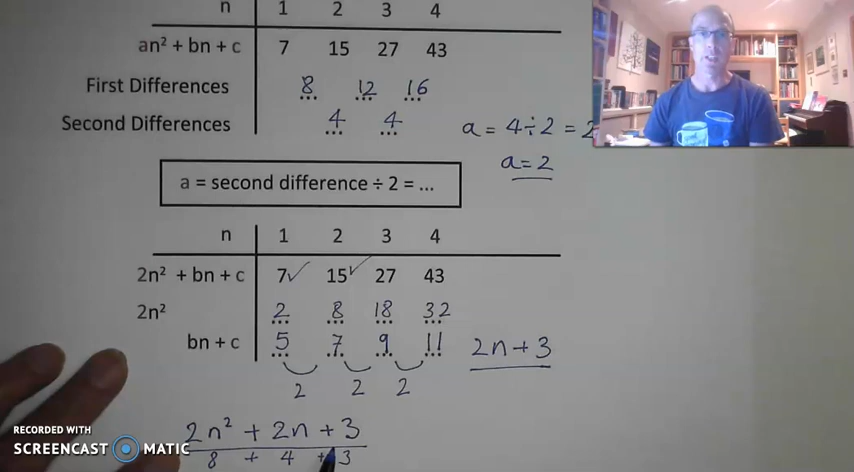 n 1 2 3 4
an² + bn + c 7 15 27 43
First Differences 8 12 16
Second Differences 4 4
a = 4 ÷ 2 = 2
a = 2
a = second difference ÷ 2 = ...
n 1 2 3 4
2n² + bn + c 7✓ 15✓ 27 43
2n² 2 8 18 32
bn + c 5 7 9 11 2n + 3
2 2 2
2n² + 2n + 3
8 + 4 + 3
RECORDED WITH
SCREENCAST MATIC